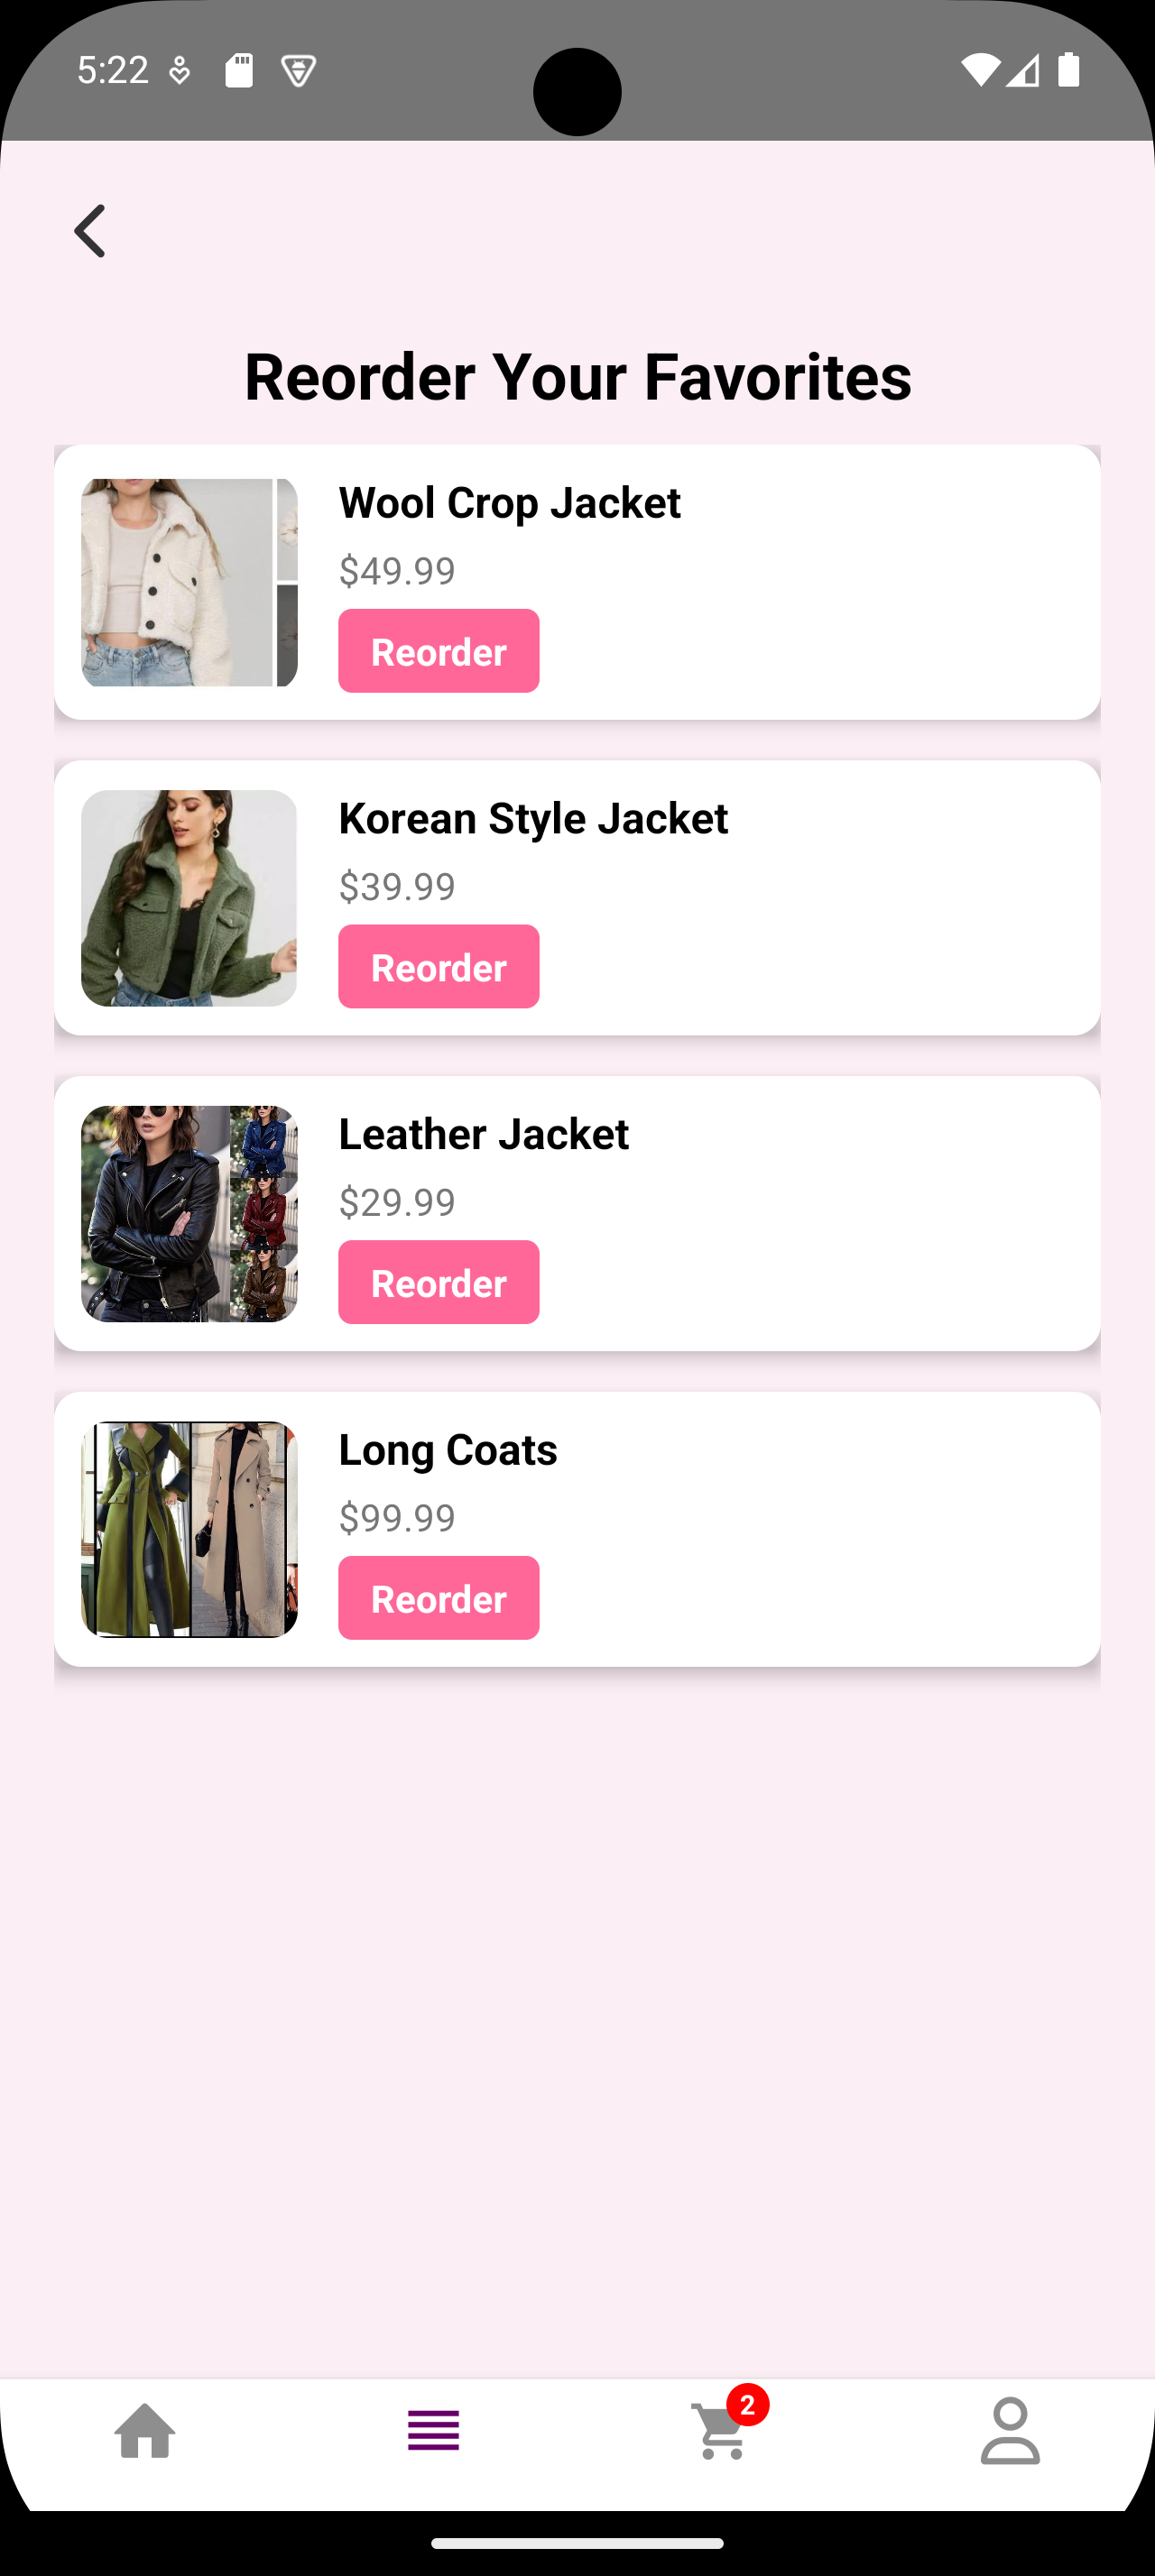 5:22
Reorder Your Favorites
Wool Crop Jacket
$49.99
Reorder
Korean Style Jacket
$39.99
Reorder
Leather Jacket
$29.99
Reorder
Long Coats
$99.99
Reorder
2